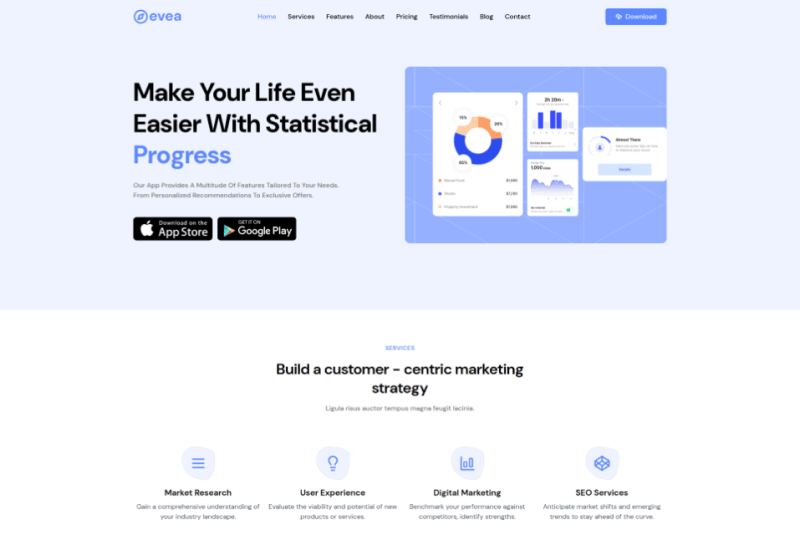 evea
Home Services Features About Pricing Testimonials Blog Contact
Download
Make Your Life Even
Easier With Statistical
Progress
Our App Provides A Multitude Of Features Tailored To Your Needs.
From Personalized Recommendations To Exclusive Offers.
Download on the
App Store
GET IT ON
Google Play
15%
2h 20m
Almost There
1,000
SERVICES
Build a customer - centric marketing
strategy
Ligula risus auctor tempus magna feugit lacinia.
Market Research
Gain a comprehensive understanding of
your industry landscape.
User Experience
Evaluate the viability and potential of new
products or services.
Digital Marketing
Benchmark your performance against
competitors, identify strengths.
SEO Services
Anticipate market shifts and emerging
trends to stay ahead of the curve.